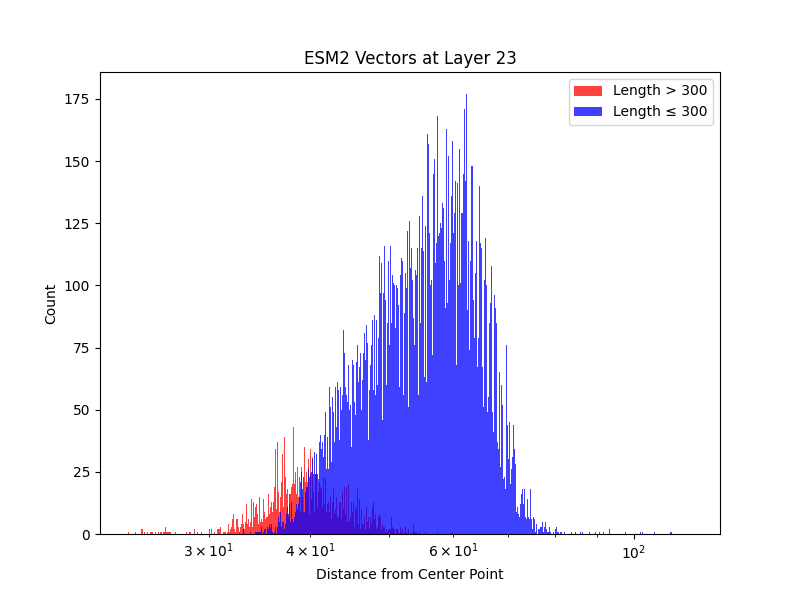 ESM2 Vectors at Layer 23
Length > 300
Length ≤ 300
175
150
125
100
75
50
25
0
Count
3 × 10¹
4 × 10¹
6 × 10¹
10²
Distance from Center Point